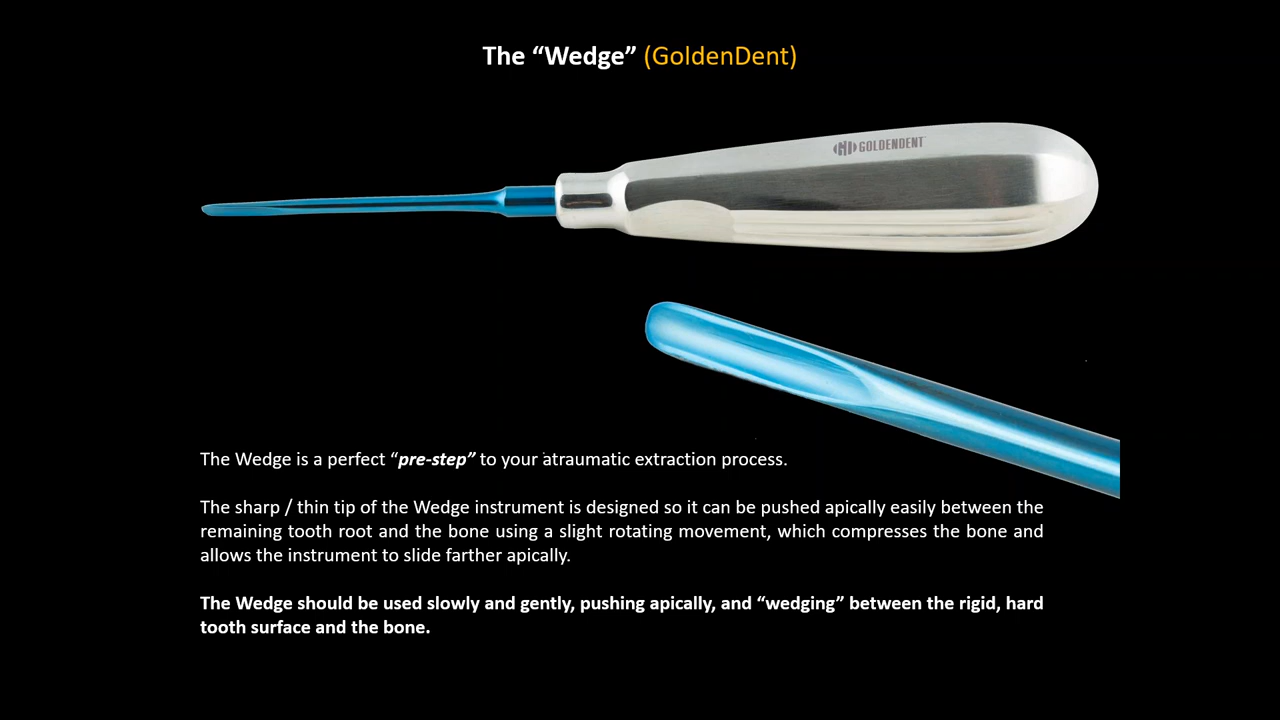 The “Wedge” (GoldenDent)
GOLDENDENT
The Wedge is a perfect “pre-step” to your atraumatic extraction process.
The sharp / thin tip of the Wedge instrument is designed so it can be pushed apically easily between the
remaining tooth root and the bone using a slight rotating movement, which compresses the bone and
allows the instrument to slide farther apically.
The Wedge should be used slowly and gently, pushing apically, and “wedging” between the rigid, hard
tooth surface and the bone.